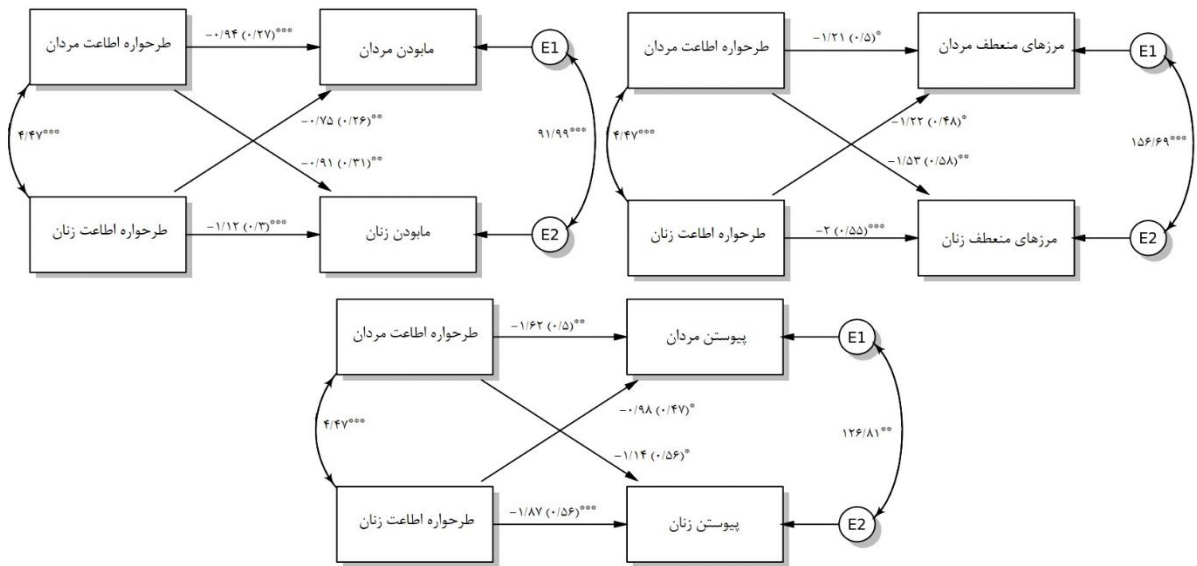 طرحواره اطاعت مردان
-۰/۹۴ (۰/۲۷)***
مابودن مردان
E1
۴/۴۷***
-۰/۷۵ (۰/۲۶)**
-۰/۹۱ (۰/۳۱)**
۹۱/۹۹***
طرحواره اطاعت زنان
-۱/۱۲ (۰/۳)***
مابودن زنان
E2
طرحواره اطاعت مردان
-۱/۲۱ (۰/۵)*
مرزهای منعطف مردان
E1
۴/۴۷***
-۱/۲۲ (۰/۴۸)*
-۱/۵۳ (۰/۵۸)**
۱۵۶/۶۹***
طرحواره اطاعت زنان
-۲ (۰/۵۵)***
مرزهای منعطف زنان
E2
طرحواره اطاعت مردان
-۱/۶۲ (۰/۵)**
پیوستن مردان
E1
۴/۴۷***
-۰/۹۸ (۰/۴۷)*
-۱/۱۴ (۰/۵۶)*
۱۲۶/۸۱**
طرحواره اطاعت زنان
-۱/۸۷ (۰/۵۶)***
پیوستن زنان
E2